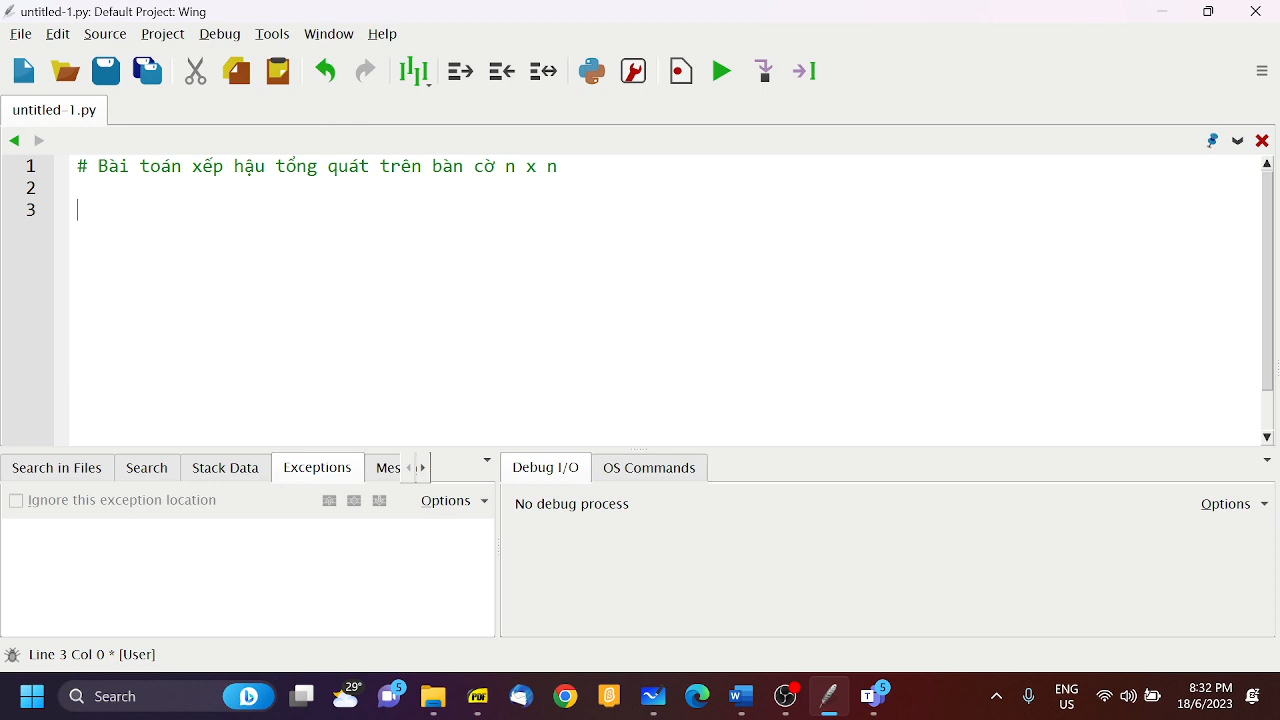 untitled-1.py: Default Project: Wing
File Edit Source Project Debug Tools Window Help
untitled-1.py
1 # Bài toán xếp hậu tổng quát trên bàn cờ n x n
2
3
Search in Files Search Stack Data Exceptions Mes
Debug I/O OS Commands
Ignore this exception location Options
No debug process Options
Line 3 Col 0 * [User]
Search
29°
5
PDF
5
ENG
US
8:32 PM
18/6/2023